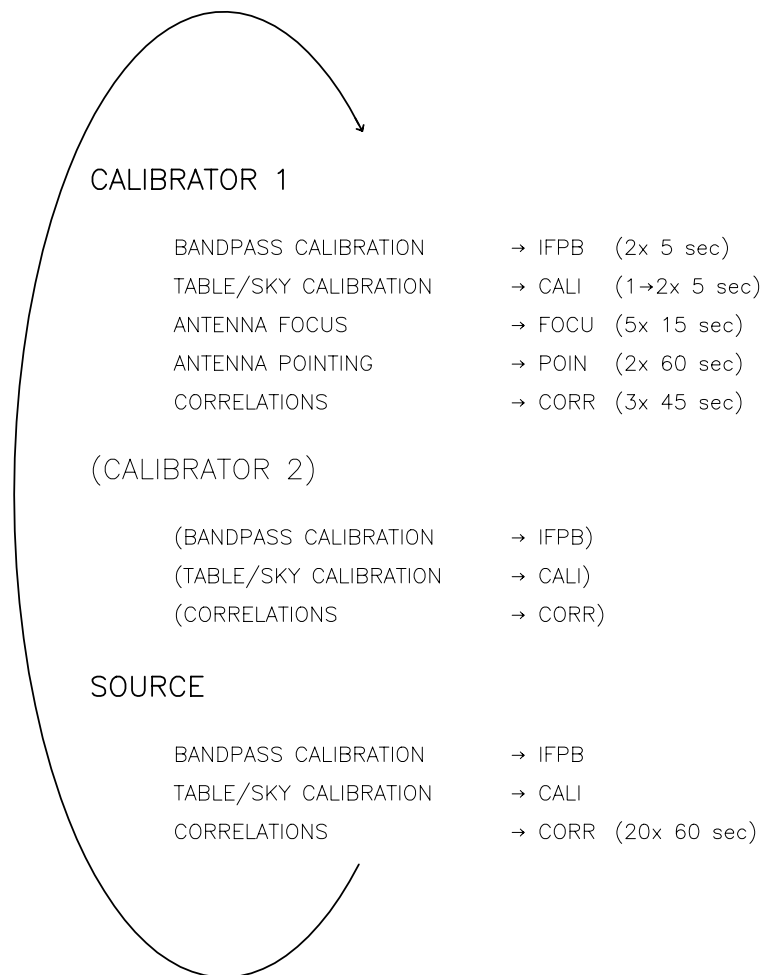 CALIBRATOR 1
BANDPASS CALIBRATION → IFPB (2x 5 sec)
TABLE/SKY CALIBRATION → CALI (1→2x 5 sec)
ANTENNA FOCUS → FOCU (5x 15 sec)
ANTENNA POINTING → POIN (2x 60 sec)
CORRELATIONS → CORR (3x 45 sec)
(CALIBRATOR 2)
(BANDPASS CALIBRATION → IFPB)
(TABLE/SKY CALIBRATION → CALI)
(CORRELATIONS → CORR)
SOURCE
BANDPASS CALIBRATION → IFPB
TABLE/SKY CALIBRATION → CALI
CORRELATIONS → CORR (20x 60 sec)